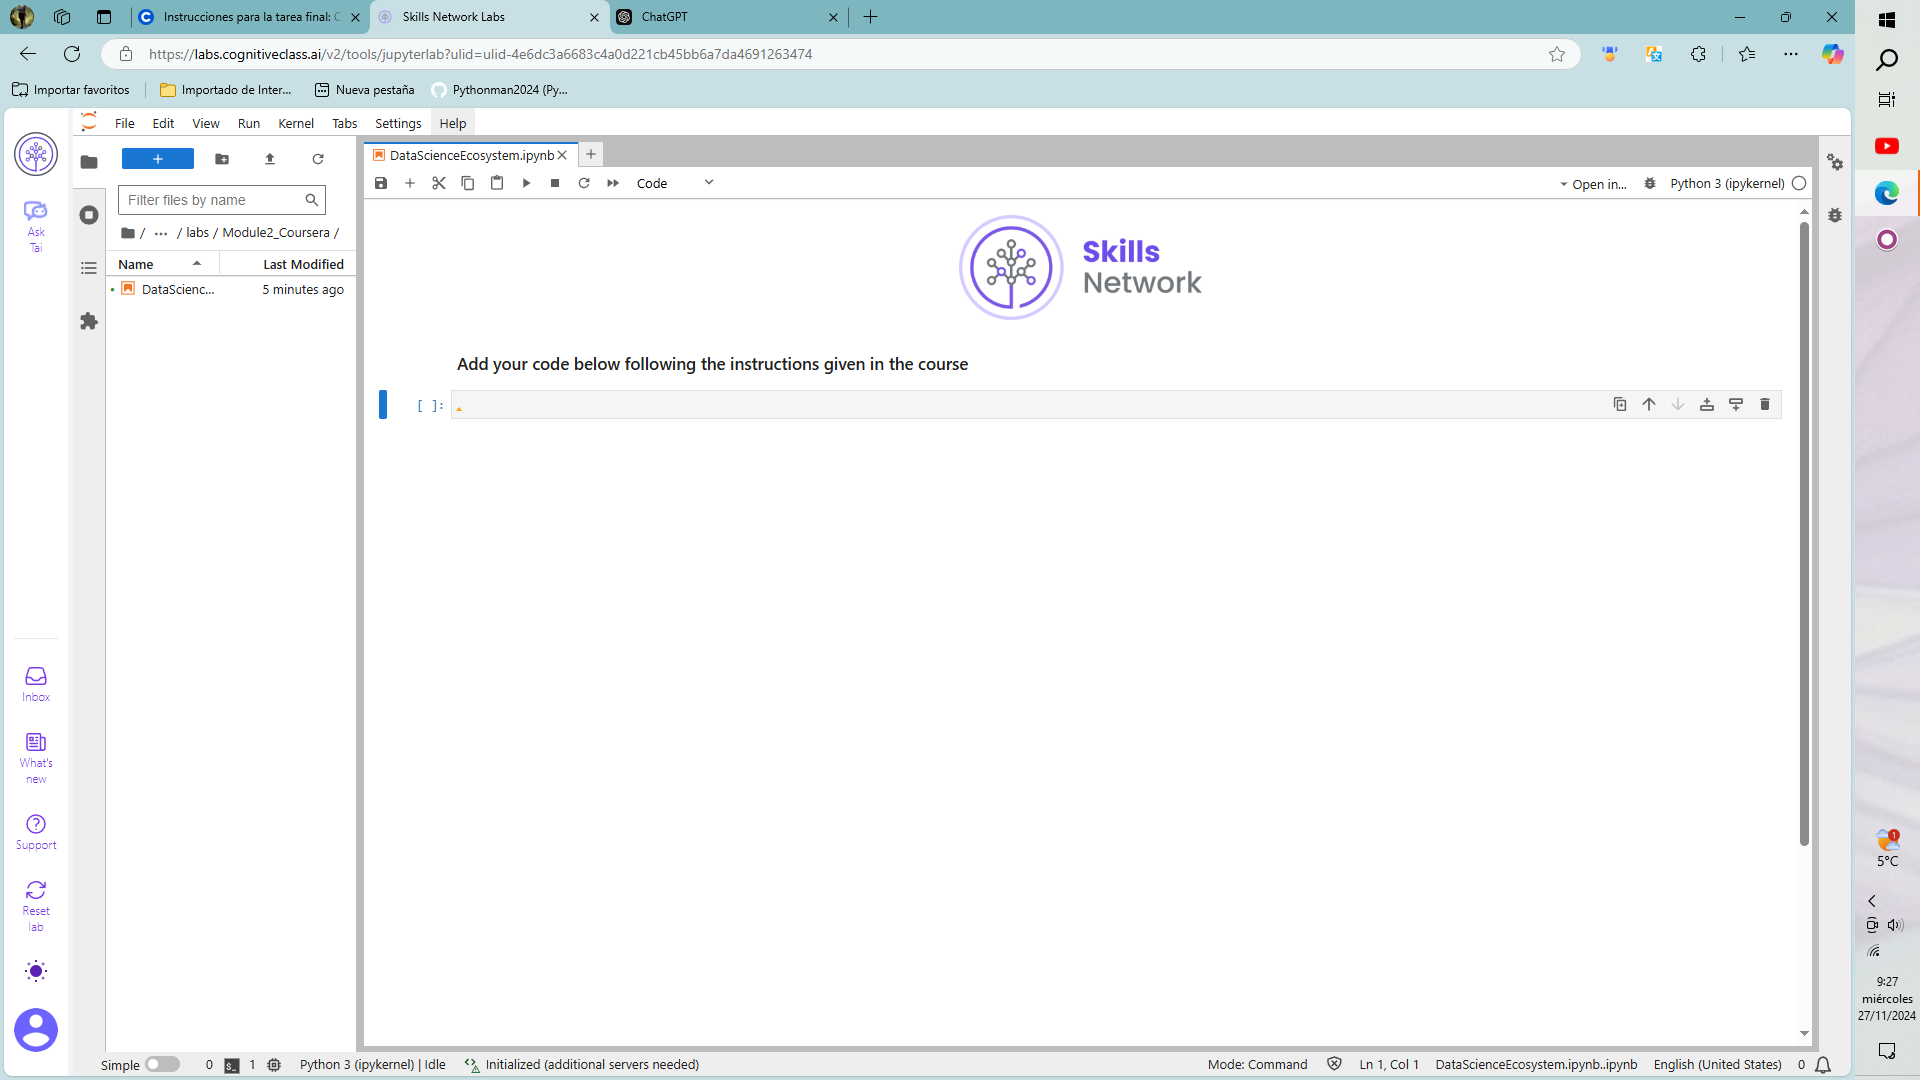 Instrucciones para la tarea final: C
Skills Network Labs
ChatGPT
https://labs.cognitiveclass.ai/v2/tools/jupyterlab?ulid=ulid-4e6dc3a6683c4a0d221cb45bb6a7da4691263474
Importar favoritos
Importado de Inter...
Nueva pestaña
Pythonman2024 (Py...
File Edit View Run Kernel Tabs Settings Help
Ask
Tai
Inbox
What's
new
Support
Reset
lab
Filter files by name
/ ... / labs / Module2_Coursera /
Name Last Modified
DataScienc... 5 minutes ago
DataScienceEcosystem.ipynb
Code
Open in...
Python 3 (ipykernel)
Skills
Network
Add your code below following the instructions given in the course
[ ]:
Simple 0 1 Python 3 (ipykernel) | Idle Initialized (additional servers needed)
Mode: Command Ln 1, Col 1 DataScienceEcosystem.ipynb..ipynb English (United States) 0
1
5°C
9:27
miércoles
27/11/2024